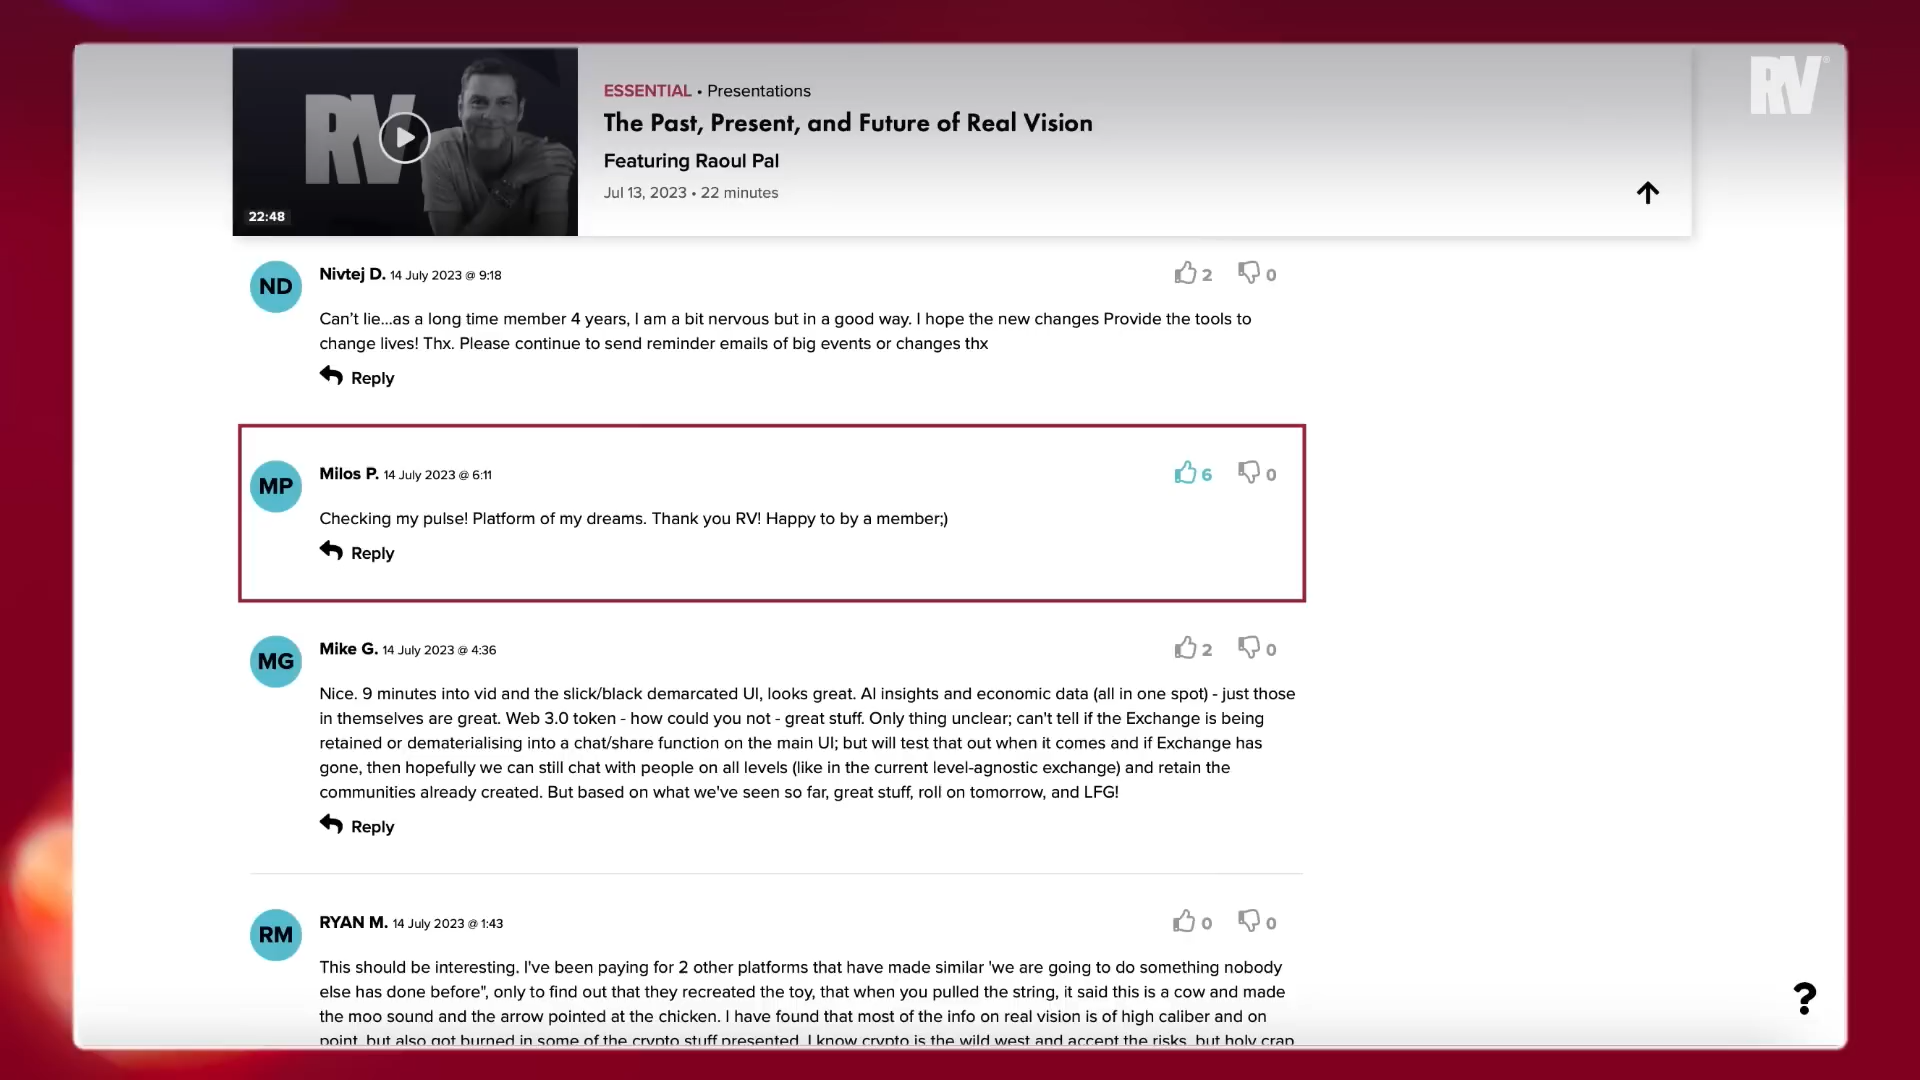 RV
22:48
ESSENTIAL • Presentations
The Past, Present, and Future of Real Vision
Featuring Raoul Pal
Jul 13, 2023 • 22 minutes
RV®
ND
Nivtej D. 14 July 2023 @ 9:18
2 0
Can’t lie...as a long time member 4 years, I am a bit nervous but in a good way. I hope the new changes Provide the tools to
change lives! Thx. Please continue to send reminder emails of big events or changes thx
Reply
MP
Milos P. 14 July 2023 @ 6:11
6 0
Checking my pulse! Platform of my dreams. Thank you RV! Happy to by a member;)
Reply
MG
Mike G. 14 July 2023 @ 4:36
2 0
Nice. 9 minutes into vid and the slick/black demarcated UI, looks great. AI insights and economic data (all in one spot) - just those
in themselves are great. Web 3.0 token - how could you not - great stuff. Only thing unclear; can't tell if the Exchange is being
retained or dematerialising into a chat/share function on the main UI; but will test that out when it comes and if Exchange has
gone, then hopefully we can still chat with people on all levels (like in the current level-agnostic exchange) and retain the
communities already created. But based on what we've seen so far, great stuff, roll on tomorrow, and LFG!
Reply
RM
RYAN M. 14 July 2023 @ 1:43
0 0
This should be interesting. I've been paying for 2 other platforms that have made similar 'we are going to do something nobody
else has done before", only to find out that they recreated the toy, that when you pulled the string, it said this is a cow and made
the moo sound and the arrow pointed at the chicken. I have found that most of the info on real vision is of high caliber and on
point, but also got burned in some of the crypto stuff presented. I know crypto is the wild west and accept the risks, but holy crap
?